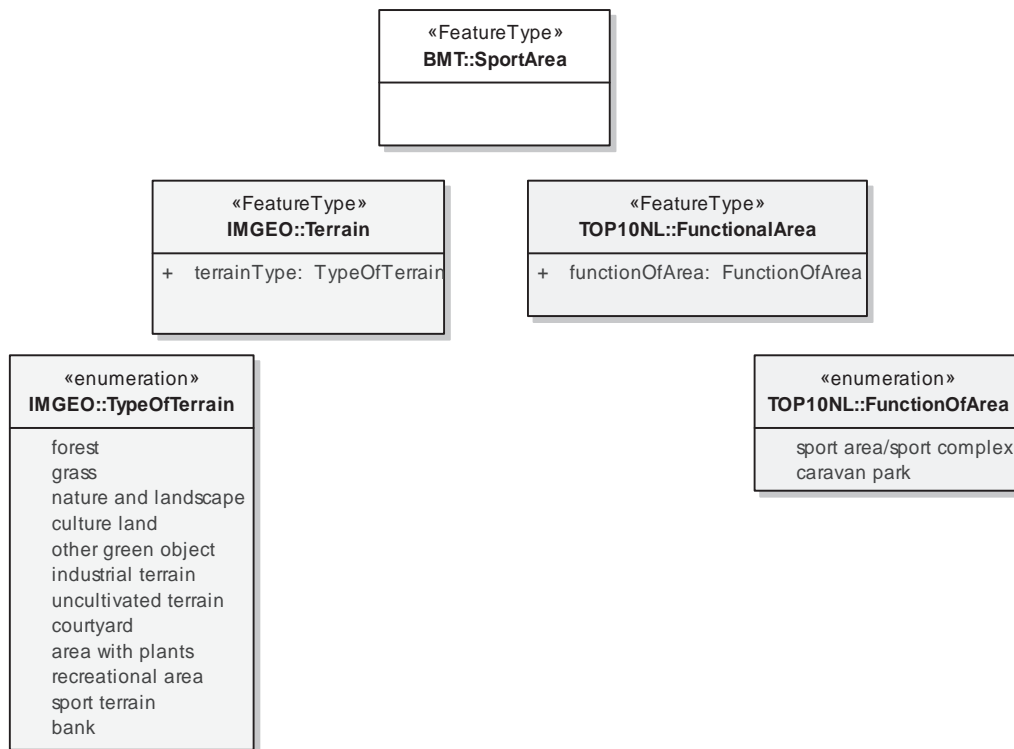 «FeatureType»
BMT::SportArea
«FeatureType»
IMGEO::Terrain
+ terrainType: TypeOfTerrain
«FeatureType»
TOP10NL::FunctionalArea
+ functionOfArea: FunctionOfArea
«enumeration»
IMGEO::TypeOfTerrain
forest
grass
nature and landscape
culture land
other green object
industrial terrain
uncultivated terrain
courtyard
area with plants
recreational area
sport terrain
bank
«enumeration»
TOP10NL::FunctionOfArea
sport area/sport complex
caravan park